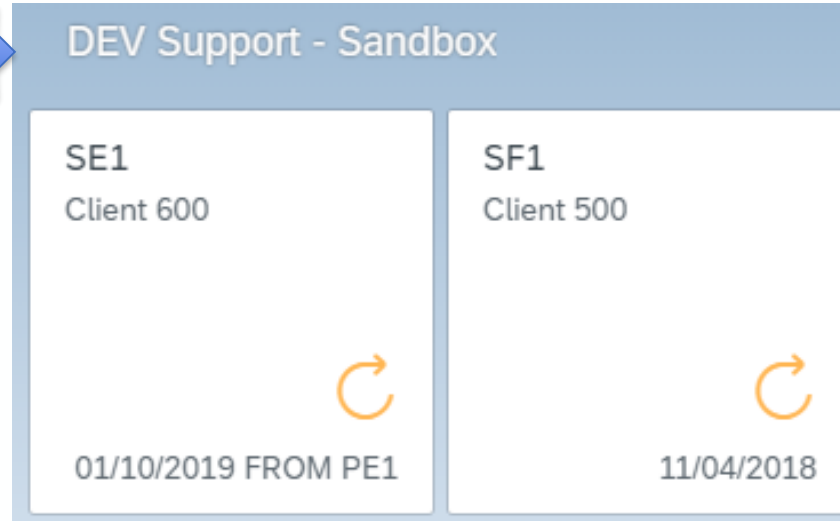 DEV Support - Sandbox
SE1
Client 600
01/10/2019 FROM PE1
SF1
Client 500
11/04/2018